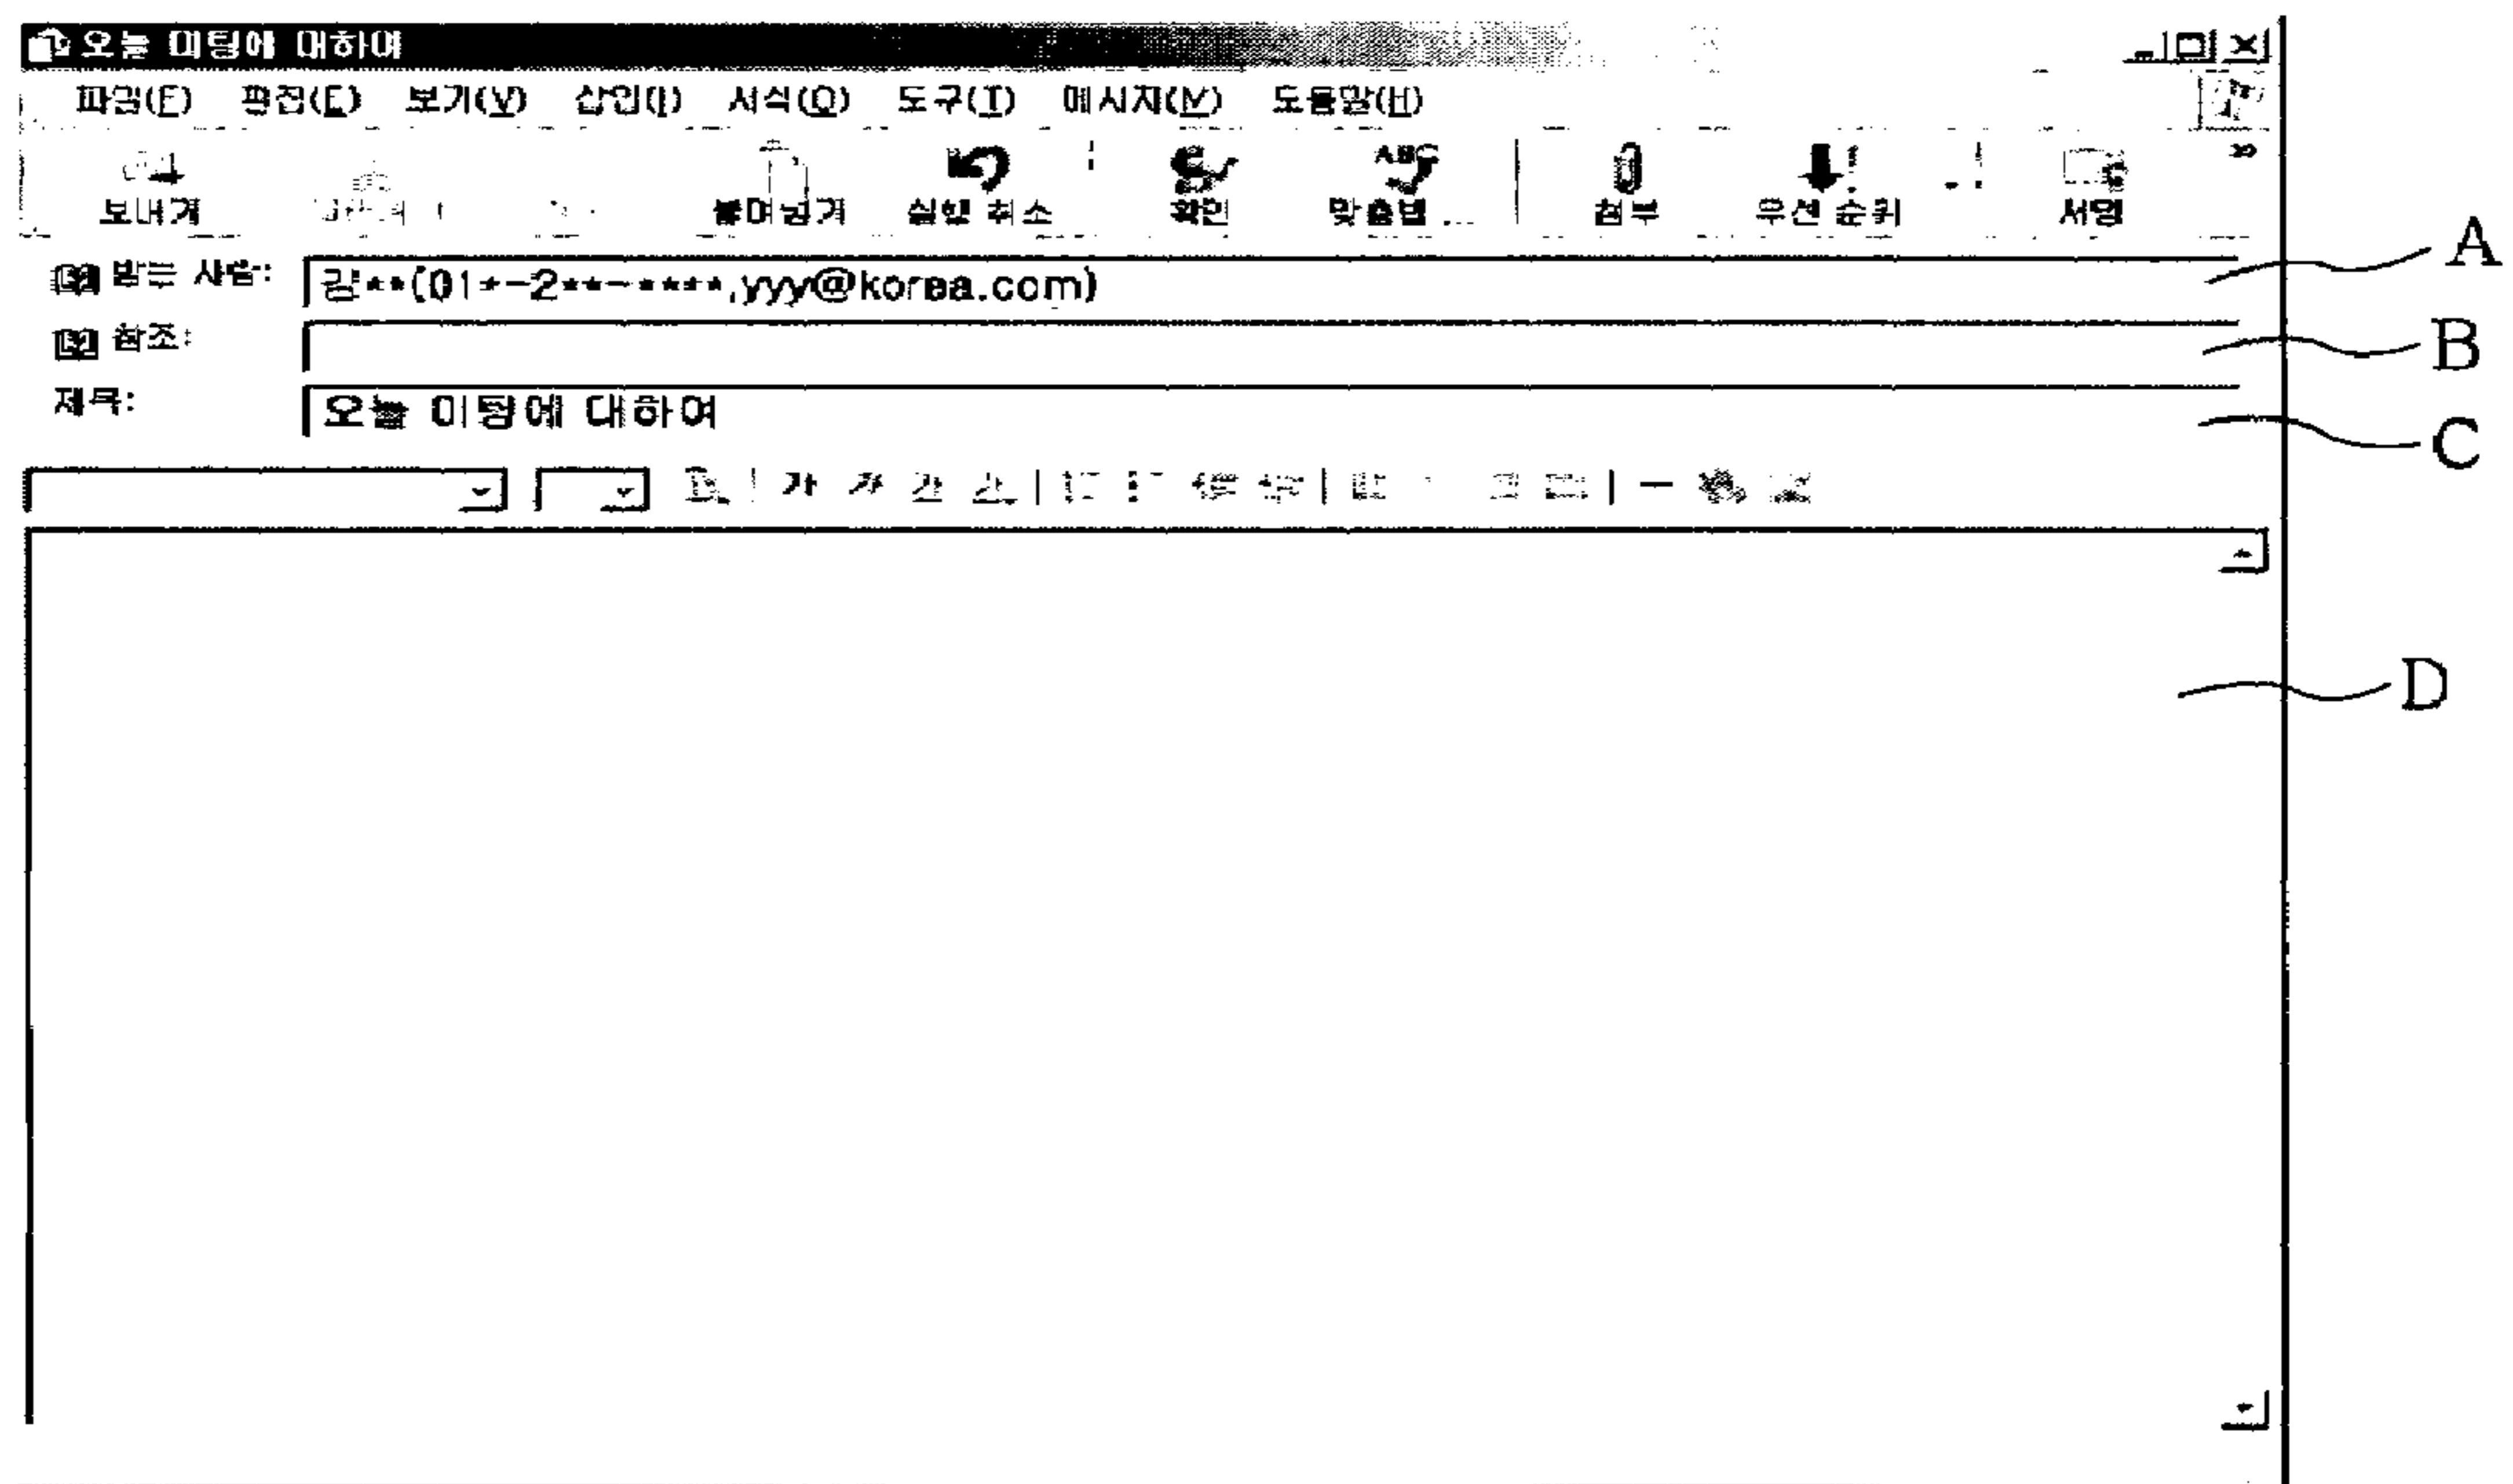 오늘 미팅에 대하여
파일(F) 편집(E) 보기(V) 삽입(I) 서식(O) 도구(T) 메시지(M) 도움말(H)
보내기 붙여넣기 실행 취소 확인 맞춤법... 첨부 우선 순위 서명
A
받는 사람: 강**(01*-2**-****,yyy@korea.com)
B
참조:
제목: 오늘 미팅에 대하여
C
가 가 가
D